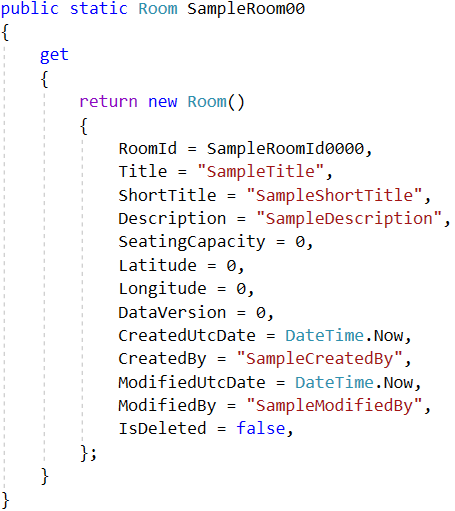 public static Room SampleRoom00
{
    get
    {
        return new Room()
        {
            RoomId = SampleRoomId0000,
            Title = "SampleTitle",
            ShortTitle = "SampleShortTitle",
            Description = "SampleDescription",
            SeatingCapacity = 0,
            Latitude = 0,
            Longitude = 0,
            DataVersion = 0,
            CreatedUtcDate = DateTime.Now,
            CreatedBy = "SampleCreatedBy",
            ModifiedUtcDate = DateTime.Now,
            ModifiedBy = "SampleModifiedBy",
            IsDeleted = false,
        };
    }
}